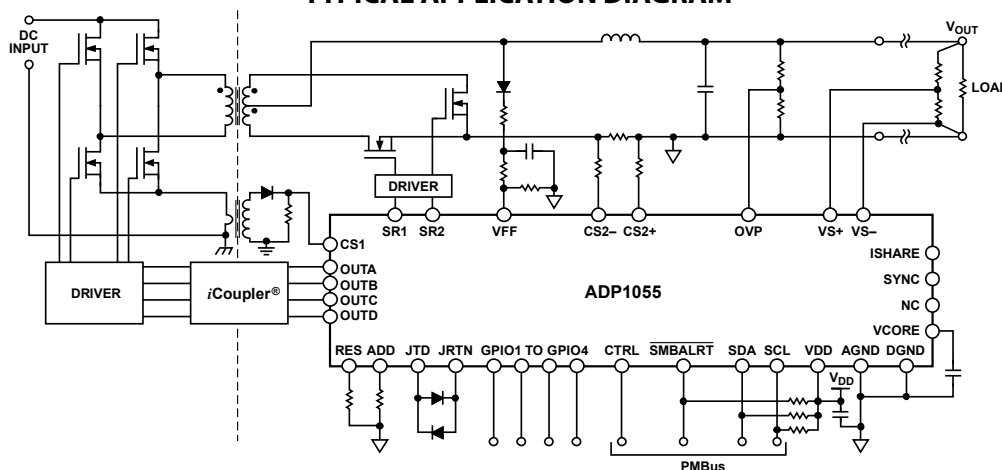 TYPICAL APPLICATION DIAGRAM
DC
INPUT
VOUT
LOAD
DRIVER
SR1 SR2 VFF CS2– CS2+ OVP VS+ VS–
CS1
OUTA
OUTB
OUTC
OUTD
DRIVER
iCoupler®
ADP1055
ISHARE
SYNC
NC
VCORE
RES ADD JTD JRTN GPIO1 TO GPIO4 CTRL SMBALRT SDA SCL VDD AGND DGND
VDD
PMBus